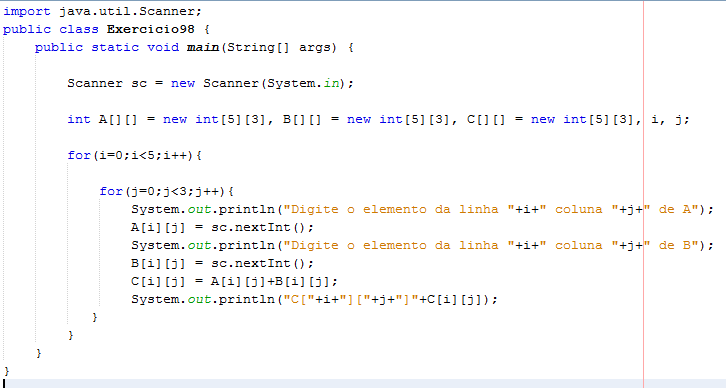 import java.util.Scanner;
public class Exercicio98 {
public static void main(String[] args) {
Scanner sc = new Scanner(System.in);
int A[][] = new int[5][3], B[][] = new int[5][3], C[][] = new int[5][3], i, j;
for(i=0;i<5;i++){
for(j=0;j<3;j++){
System.out.println("Digite o elemento da linha "+i+" coluna "+j+" de A");
A[i][j] = sc.nextInt();
System.out.println("Digite o elemento da linha "+i+" coluna "+j+" de B");
B[i][j] = sc.nextInt();
C[i][j] = A[i][j]+B[i][j];
System.out.println("C["+i+"]["+j+"]"+C[i][j]);
}
}
}
}